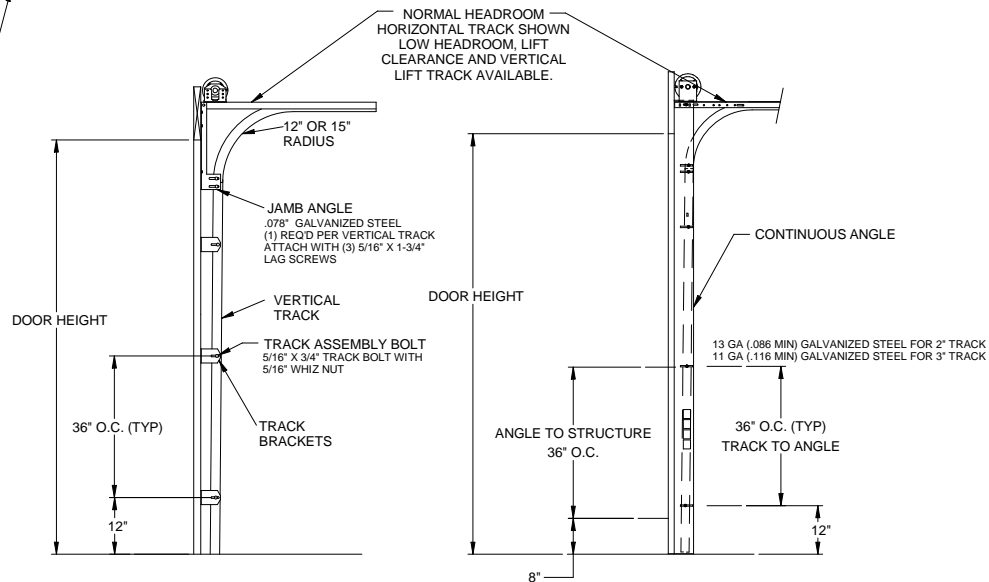 NORMAL HEADROOM
HORIZONTAL TRACK SHOWN
LOW HEADROOM, LIFT
CLEARANCE AND VERTICAL
LIFT TRACK AVAILABLE.
12" OR 15"
RADIUS
JAMB ANGLE
.078" GALVANIZED STEEL
(1) REQ'D PER VERTICAL TRACK
ATTACH WITH (3) 5/16" X 1-3/4"
LAG SCREWS
VERTICAL
TRACK
DOOR HEIGHT
TRACK ASSEMBLY BOLT
5/16" X 3/4" TRACK BOLT WITH
5/16" WHIZ NUT
36" O.C. (TYP)
TRACK
BRACKETS
12"
CONTINUOUS ANGLE
DOOR HEIGHT
13 GA (.086 MIN) GALVANIZED STEEL FOR 2" TRACK
11 GA (.116 MIN) GALVANIZED STEEL FOR 3" TRACK
ANGLE TO STRUCTURE
36" O.C.
36" O.C. (TYP)
TRACK TO ANGLE
12"
8"